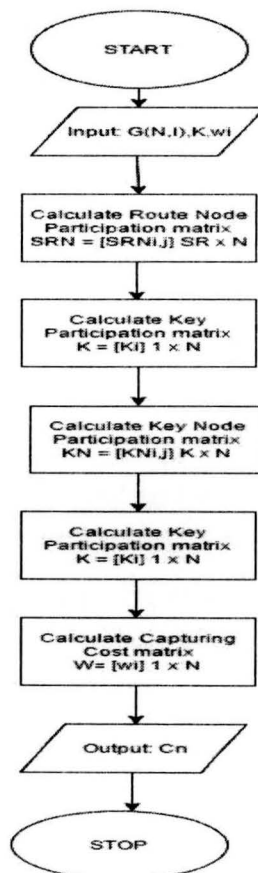 START
Input: G(N,l),K,wi
Calculate Route Node
Participation matrix
SRN = [SRNi,j] SR x N
Calculate Key
Participation matrix
K = [Ki] 1 x N
Calculate Key Node
Participation matrix
KN = [KNi,j] K x N
Calculate Key
Participation matrix
K = [Ki] 1 x N
Calculate Capturing
Cost matrix
W= [wi] 1 x N
Output: Cn
STOP